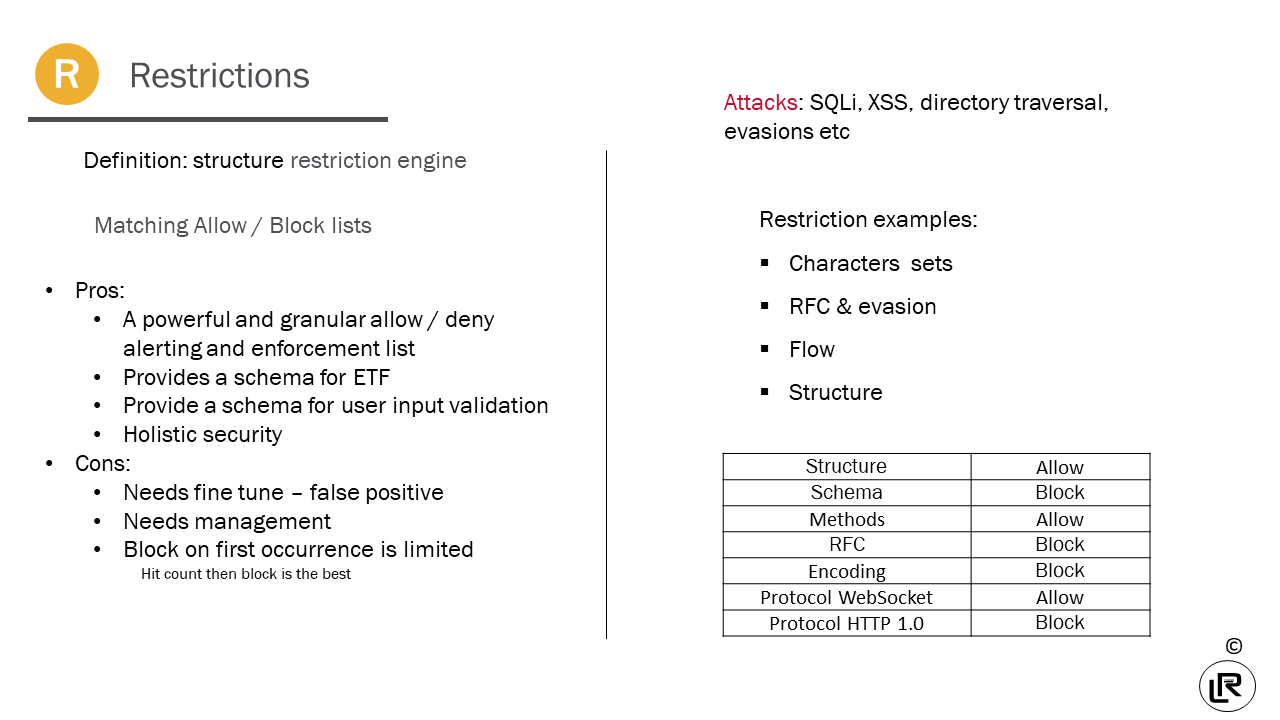 R
Restrictions
Definition: structure restriction engine
Matching Allow / Block lists
• Pros:
• A powerful and granular allow / deny
alerting and enforcement list
• Provides a schema for ETF
• Provide a schema for user input validation
• Holistic security
• Cons:
• Needs fine tune – false positive
• Needs management
• Block on first occurrence is limited
Hit count then block is the best
Attacks: SQLi, XSS, directory traversal,
evasions etc
Restriction examples:
▪ Characters sets
▪ RFC & evasion
▪ Flow
▪ Structure
Structure Allow
Schema Block
Methods Allow
RFC Block
Encoding Block
Protocol WebSocket Allow
Protocol HTTP 1.0 Block
©
LR